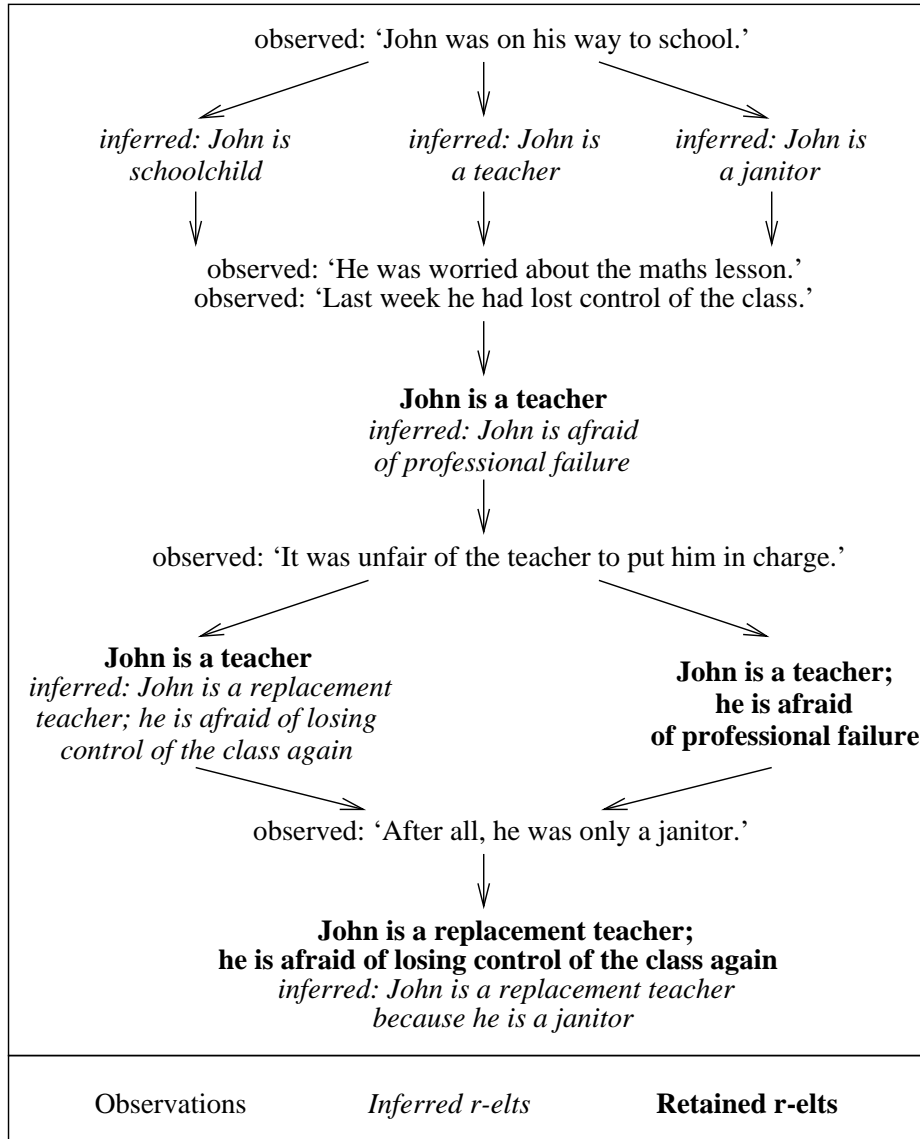 observed: ‘John was on his way to school.’
inferred: John is
schoolchild
inferred: John is
a teacher
inferred: John is
a janitor
observed: ‘He was worried about the maths lesson.’
observed: ‘Last week he had lost control of the class.’
John is a teacher
inferred: John is afraid
of professional failure
observed: ‘It was unfair of the teacher to put him in charge.’
John is a teacher
inferred: John is a replacement
teacher; he is afraid of losing
control of the class again
John is a teacher;
he is afraid
of professional failure
observed: ‘After all, he was only a janitor.’
John is a replacement teacher;
he is afraid of losing control of the class again
inferred: John is a replacement teacher
because he is a janitor
Observations
Inferred r-elts
Retained r-elts